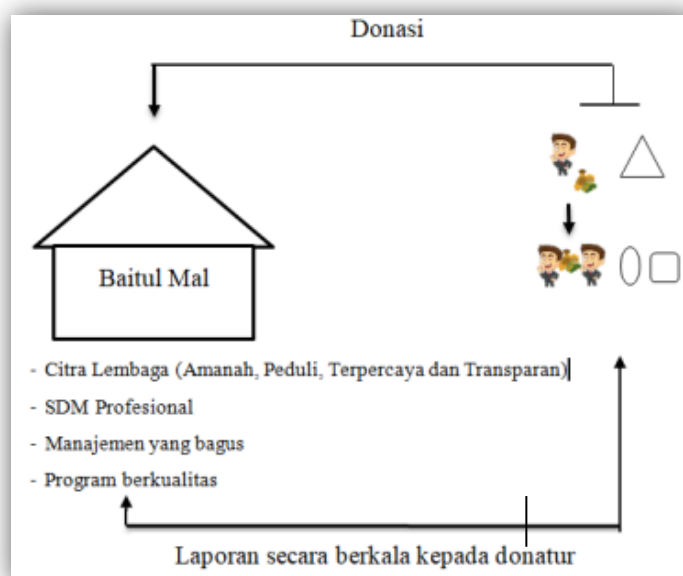 Donasi
Baitul Mal
- Citra Lembaga (Amanah, Peduli, Terpercaya dan Transparan)
- SDM Profesional
- Manajemen yang bagus
- Program berkualitas
Laporan secara berkala kepada donatur